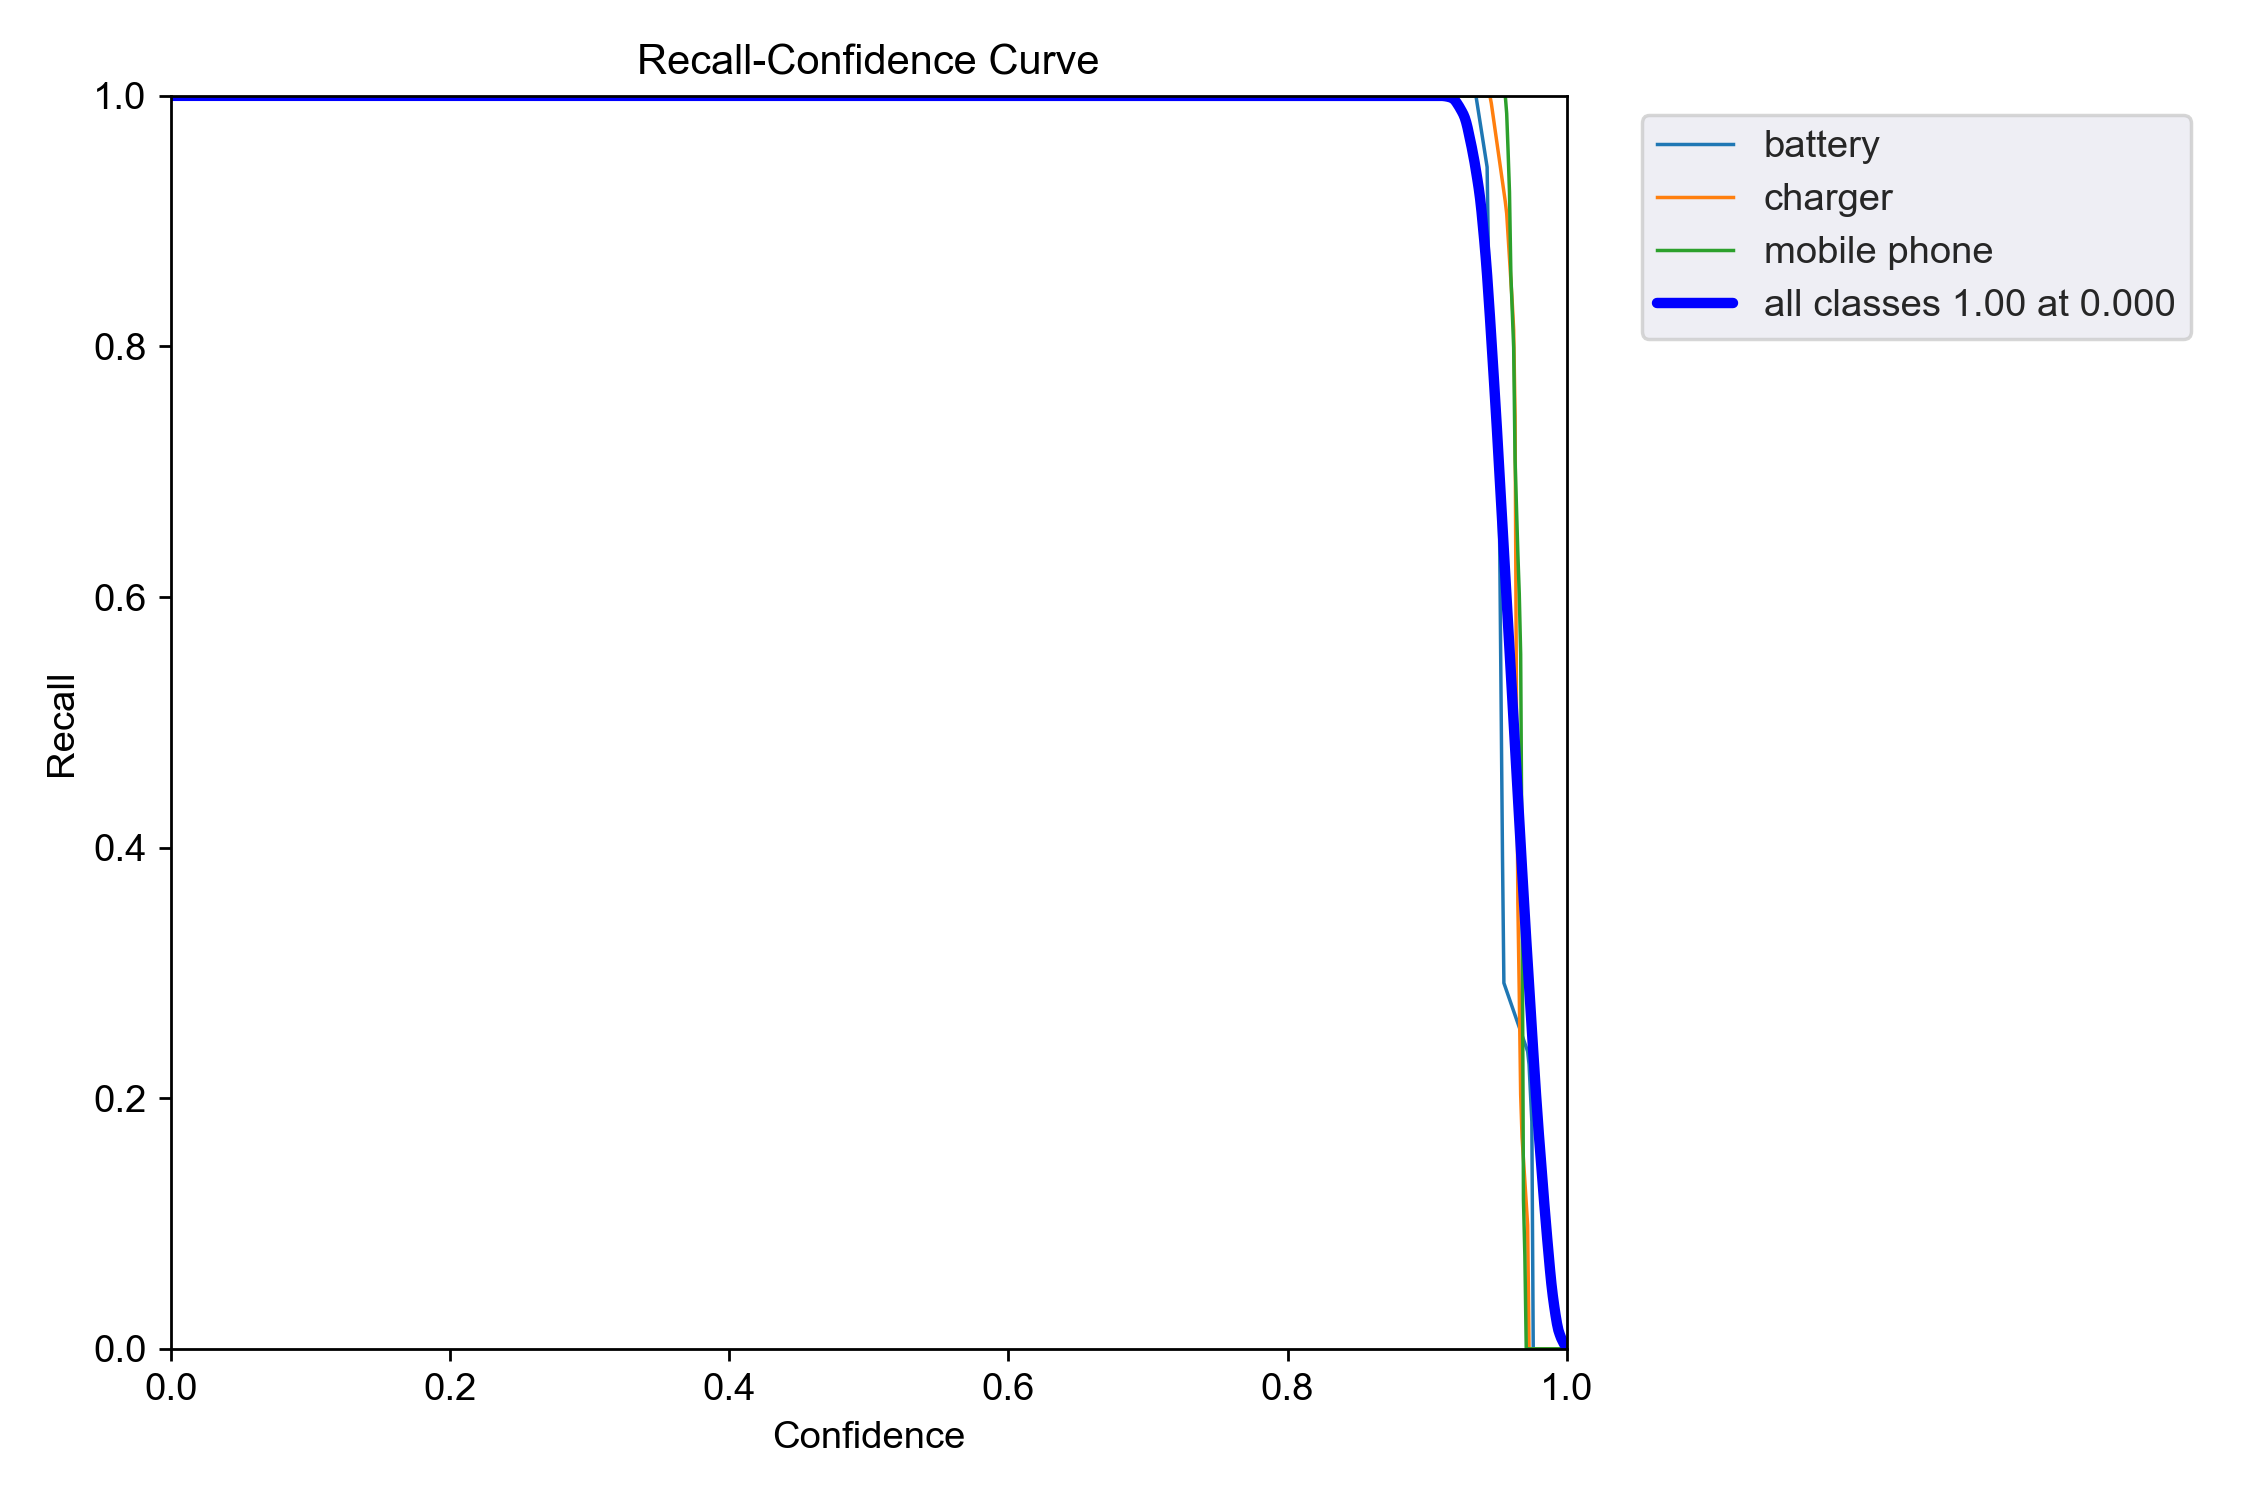 Recall-Confidence Curve
1.0
0.8
0.6
0.4
0.2
0.0
Recall
0.0 0.2 0.4 0.6 0.8 1.0
Confidence
battery
charger
mobile phone
all classes 1.00 at 0.000